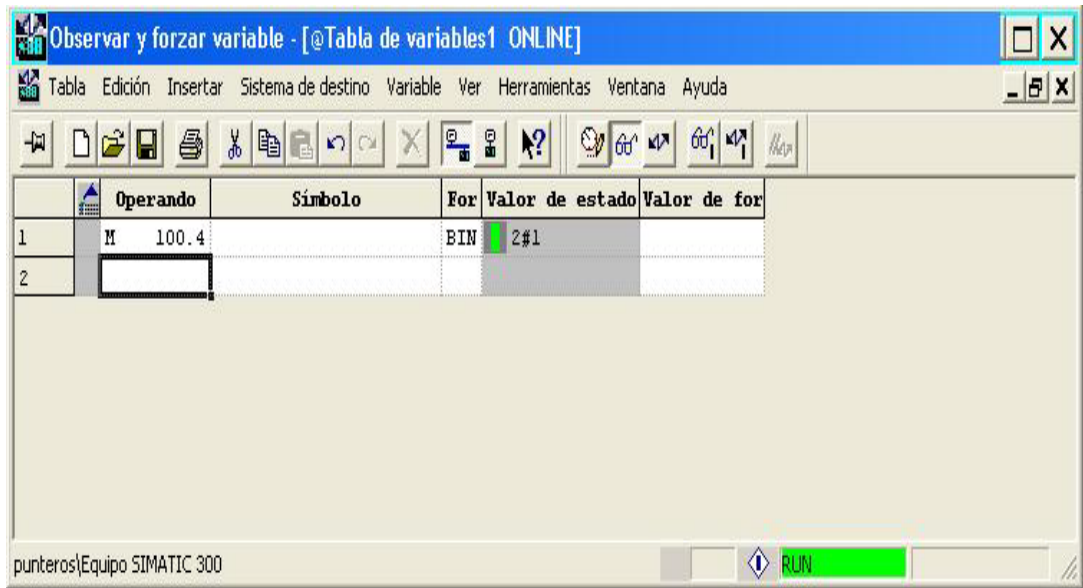 Observar y forzar variable - [@Tabla de variables1 ONLINE]
Tabla Edición Insertar Sistema de destino Variable Ver Herramientas Ventana Ayuda
Operando Símbolo For Valor de estado Valor de for
1 M 100.4 BIN 2#1
2
punteros\Equipo SIMATIC 300 RUN